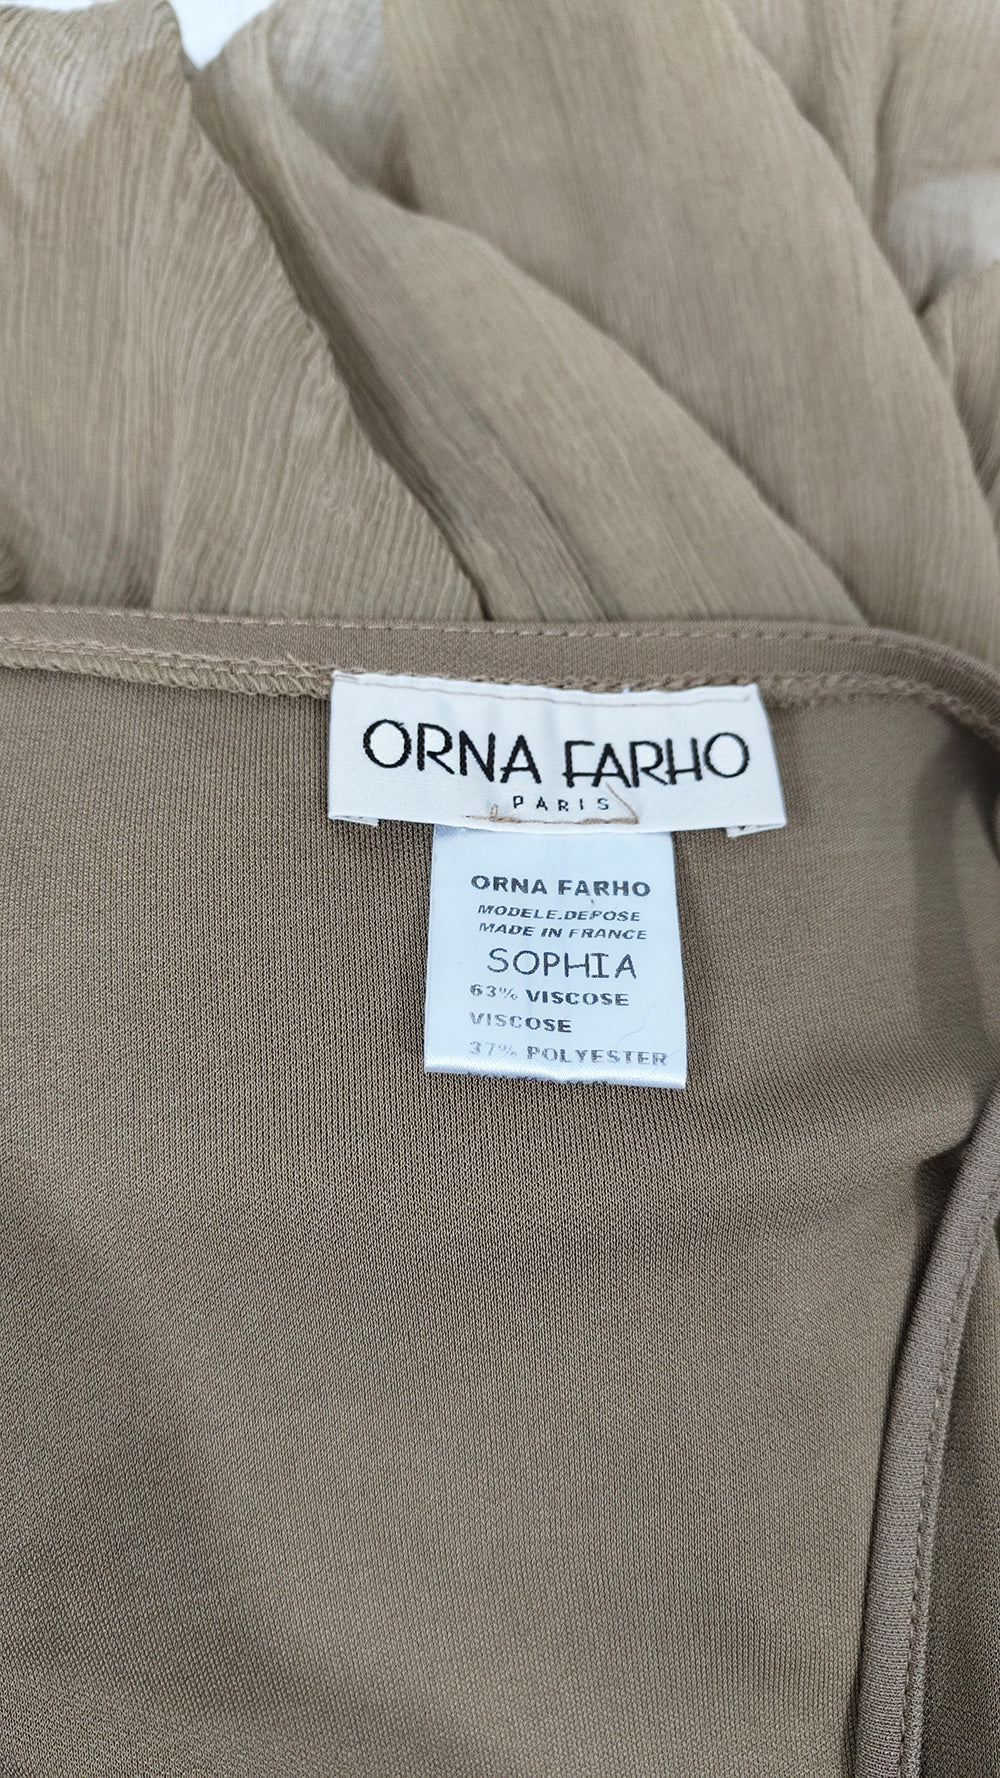 ORNA FARHO
PARIS
ORNA FARHO
MODELE.DEPOSE
MADE IN FRANCE
SOPHIA
63% VISCOSE
VISCOSE
37% POLYESTER